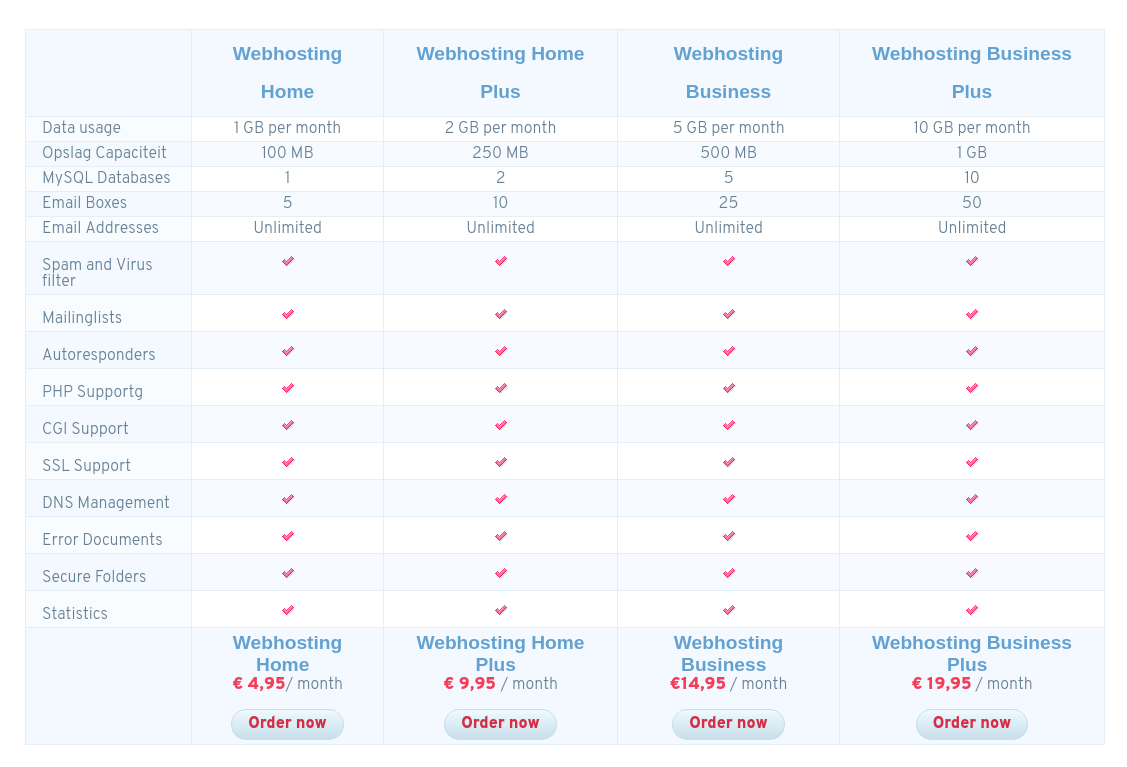 Webhosting Home Webhosting Home Plus Webhosting Business Webhosting Business Plus
Data usage 1 GB per month 2 GB per month 5 GB per month 10 GB per month
Opslag Capaciteit 100 MB 250 MB 500 MB 1 GB
MySQL Databases 1 2 5 10
Email Boxes 5 10 25 50
Email Addresses Unlimited Unlimited Unlimited Unlimited
Spam and Virus
filter
Mailinglists
Autoresponders
PHP Supportg
CGI Support
SSL Support
DNS Management
Error Documents
Secure Folders
Statistics
Webhosting Webhosting Home Webhosting Webhosting Business
Home Plus Business Plus
€ 4,95/ month € 9,95 / month €14,95 / month € 19,95 / month
Order now Order now Order now Order now